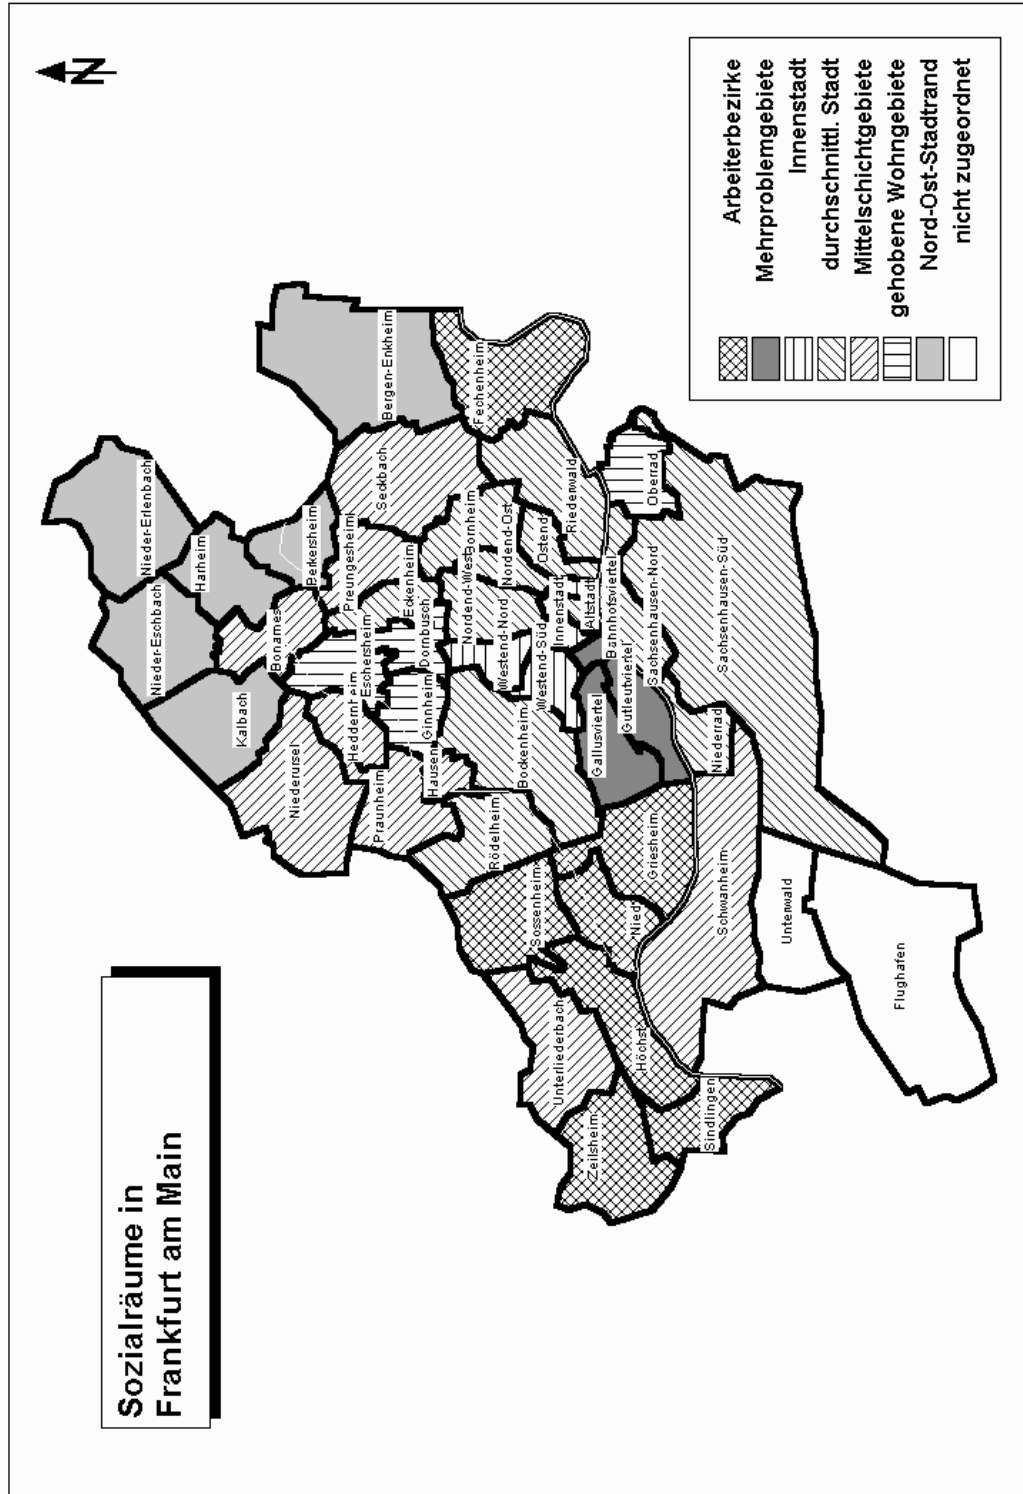 Sozialräume in
Frankfurt am Main
N
Arbeiterbezirke
Mehrproblemgebiete
Innenstadt
durchschnittl. Stadt
Mittelschichtgebiete
gehobene Wohngebiete
Nord-Ost-Stadtrand
nicht zugeordnet
Nieder-Erlenbach
Nieder-Eschbach
Harheim
Kalbach
Bonames
Berkersheim
Bergen-Enkheim
Niederursel
Heddernheim
Eschersheim
Preungesheim
Seckbach
Praunheim
Hausen
Ginnheim
Dornbusch
Eckenheim
Fechenheim
Rödelheim
Bockenheim
Westend-Nord
Nordend-West
Bornheim
Nordend-Ost
Sossenheim
Westend-Süd
Innenstadt
Ostend
Riederwald
Unterliederbach
Altstadt
Gallusviertel
Gutleutviertel
Bahnhofsviertel
Zeilsheim
Höchst
Nied
Griesheim
Sachsenhausen-Nord
Oberrad
Sindlingen
Schwanheim
Niederrad
Sachsenhausen-Süd
Unterwald
Flughafen